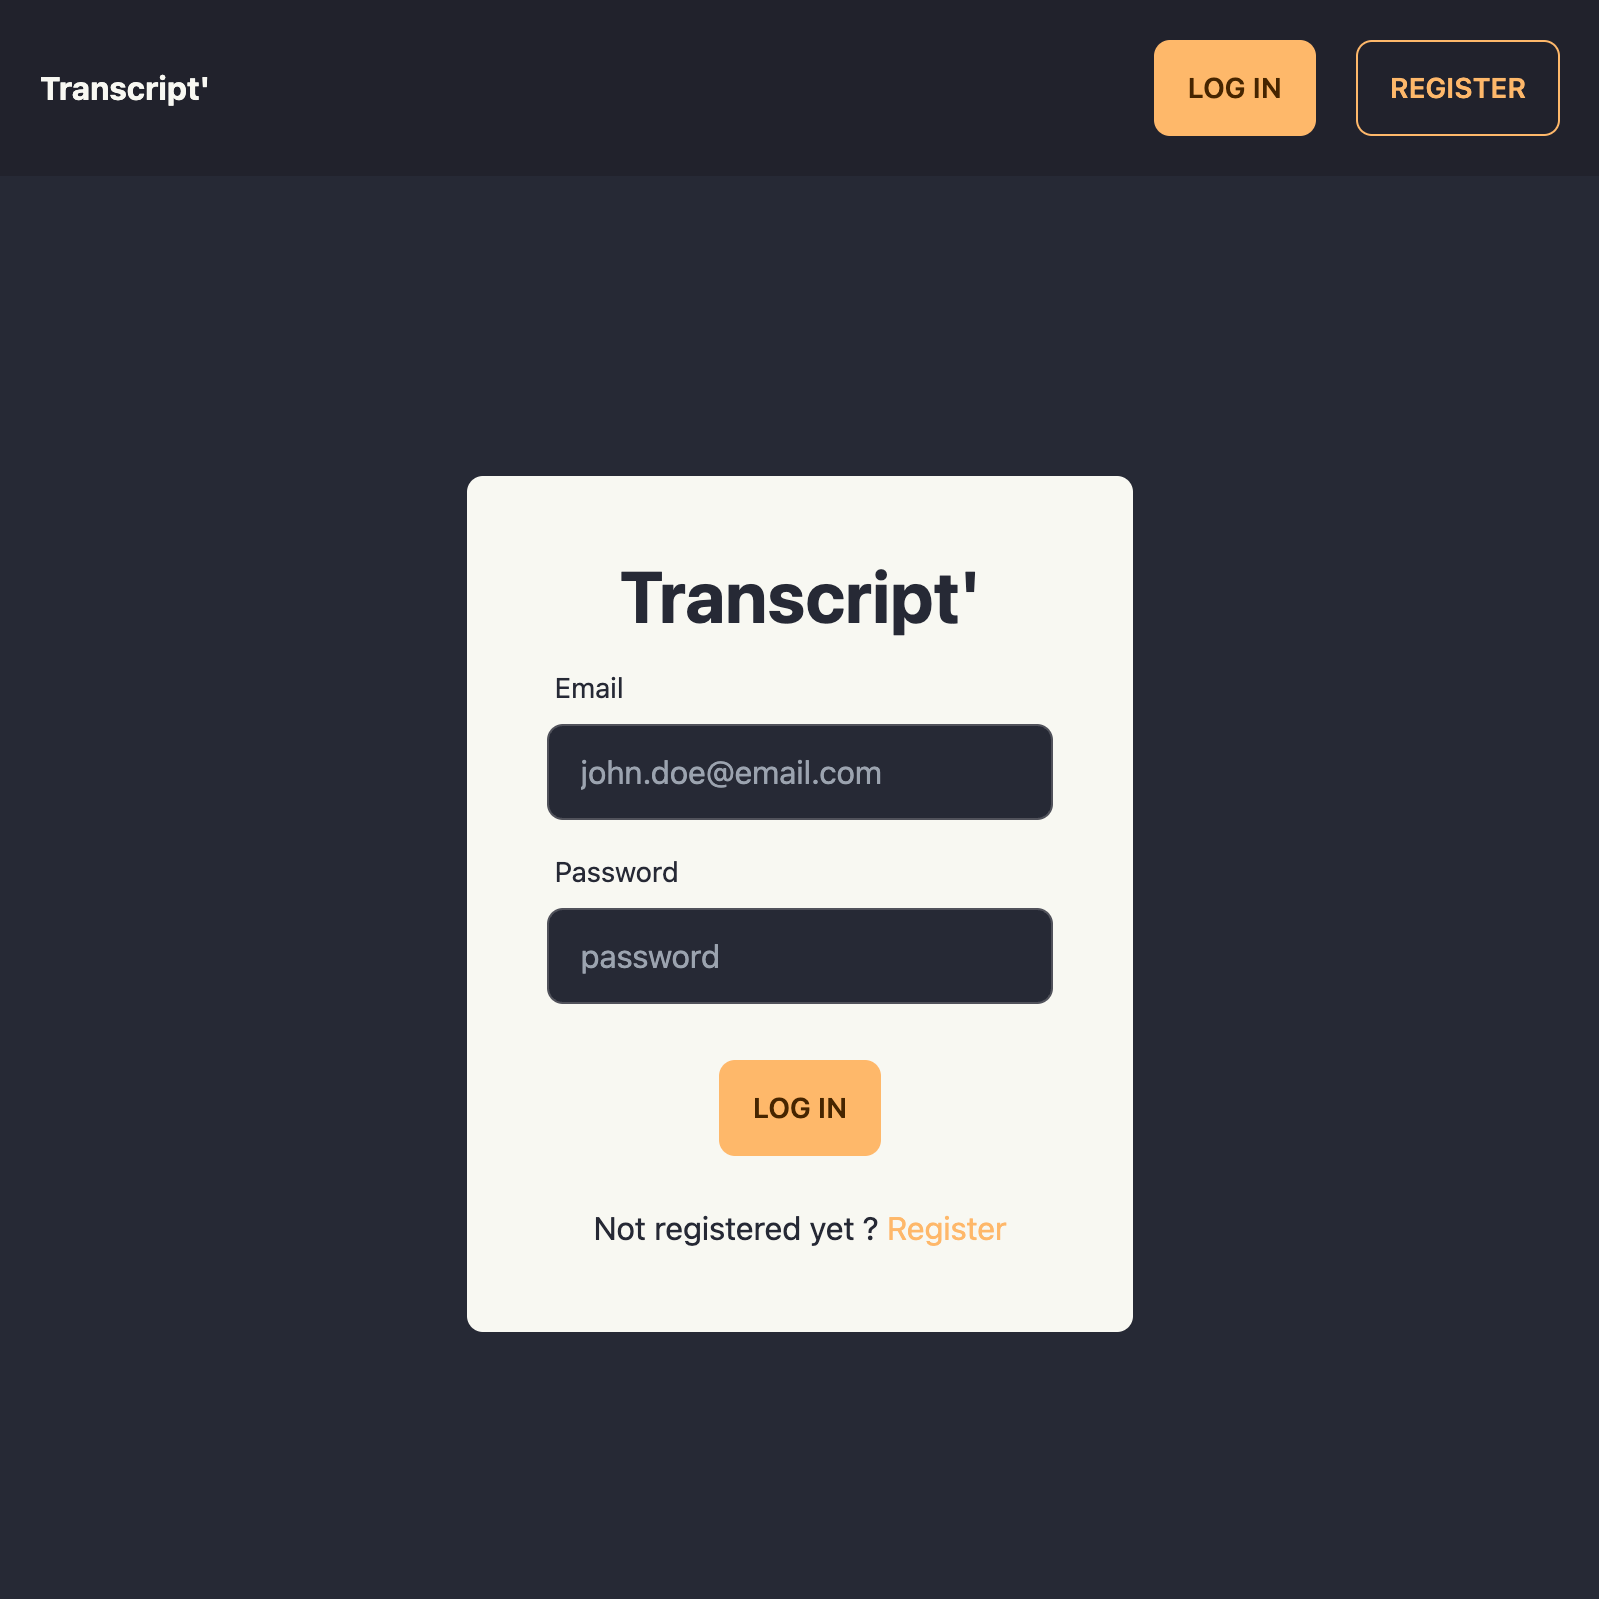 Transcript'
LOG IN
REGISTER
Transcript'
Email
john.doe@email.com
Password
password
LOG IN
Not registered yet ? Register